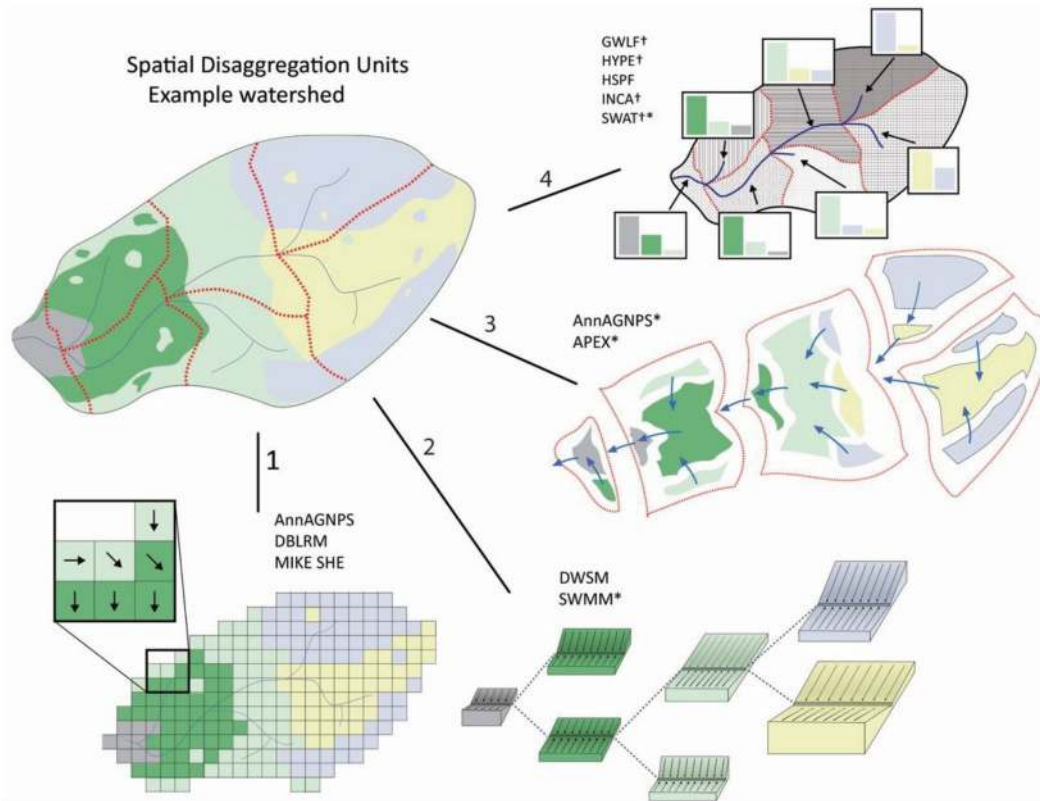 Spatial Disaggregation Units
Example watershed
GWLF†
HYPE†
HSPF
INCA†
SWAT†*
4
3
AnnAGNPS*
APEX*
2
1
AnnAGNPS
DBLRM
MIKE SHE
DWSM
SWMM*